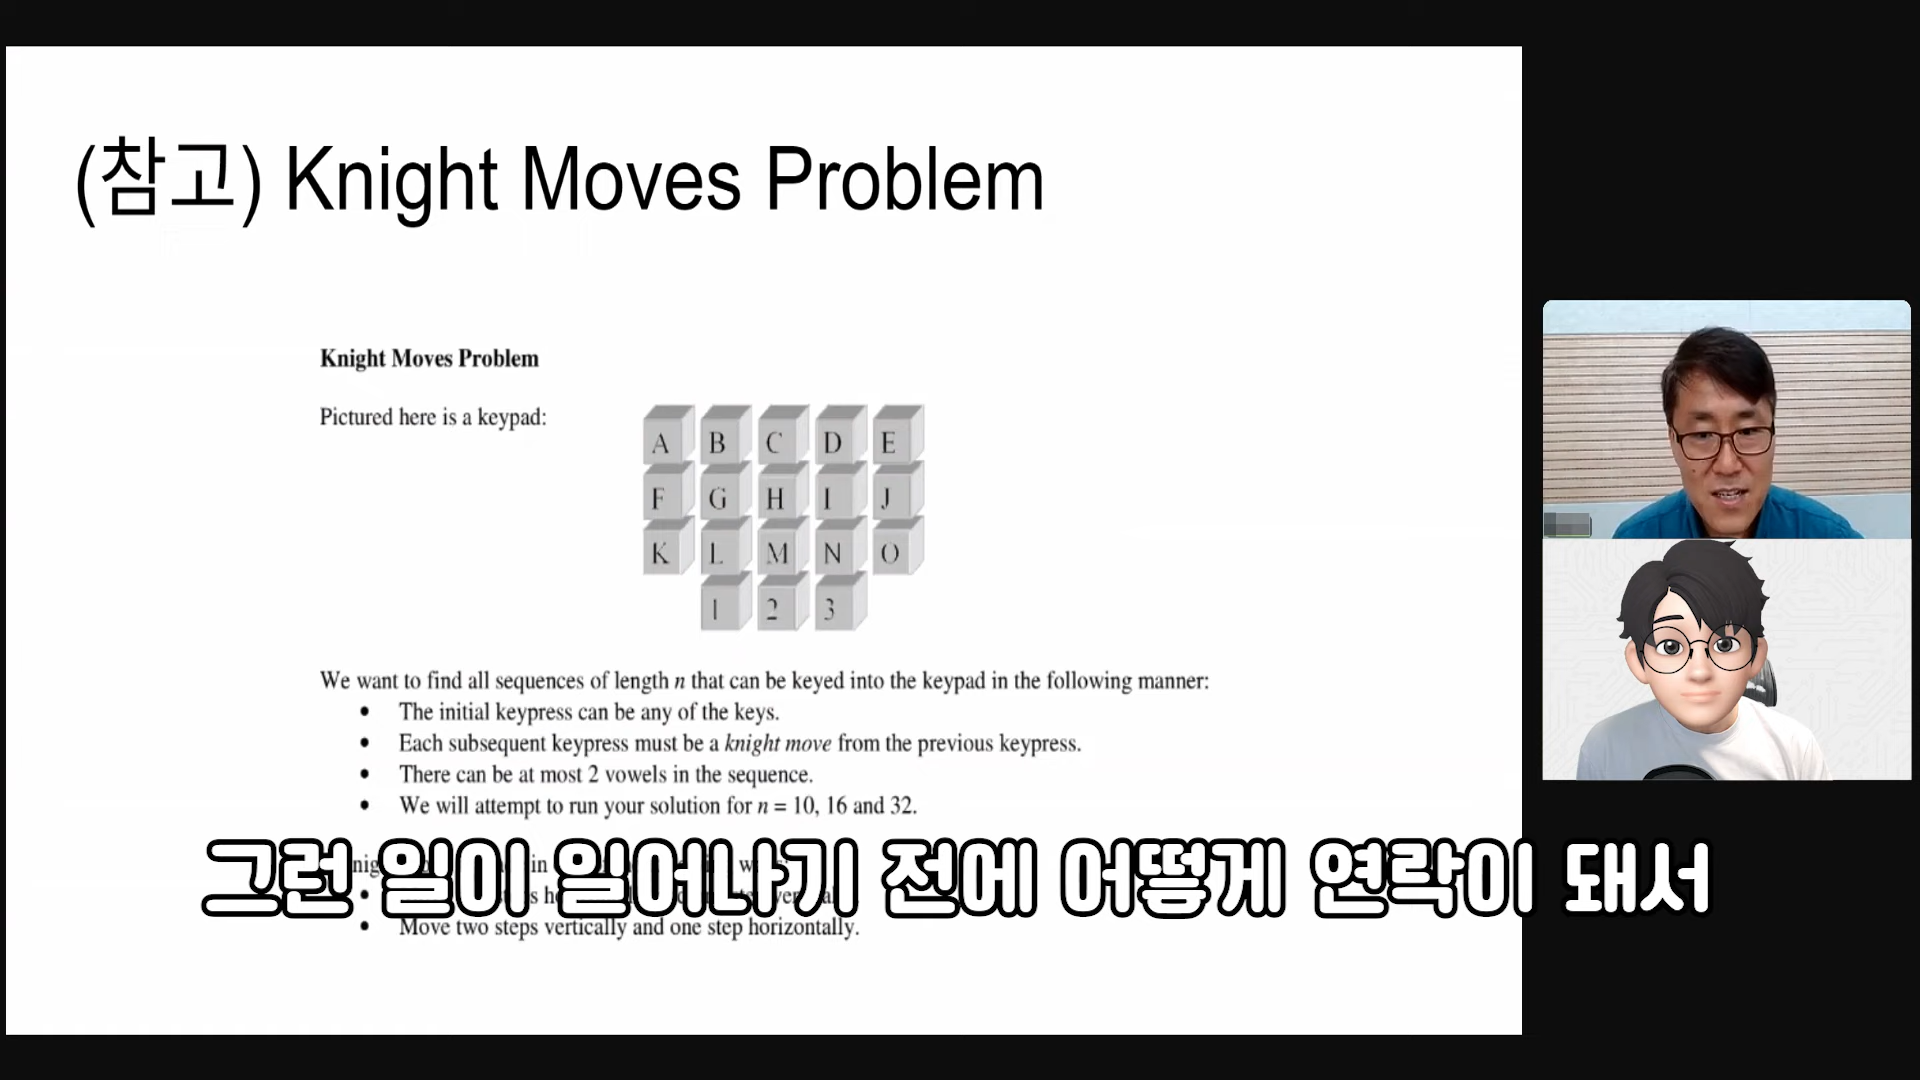 (참고) Knight Moves Problem
Knight Moves Problem
Pictured here is a keypad:
A B C D E
F G H I J
K L M N O
1 2 3
We want to find all sequences of length n that can be keyed into the keypad in the following manner:
• The initial keypress can be any of the keys.
• Each subsequent keypress must be a knight move from the previous keypress.
• There can be at most 2 vowels in the sequence.
• We will attempt to run your solution for n = 10, 16 and 32.
그런 일이 일어나기 전에 어떻게 연락이 돼서
• Move two steps vertically and one step horizontally.